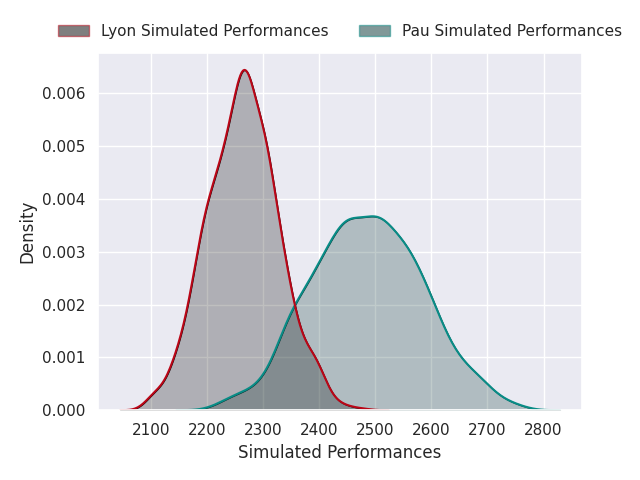 Lyon Simulated Performances Pau Simulated Performances
0.006
0.005
0.004
0.003
0.002
0.001
0.000
Density
2100 2200 2300 2400 2500 2600 2700 2800
Simulated Performances